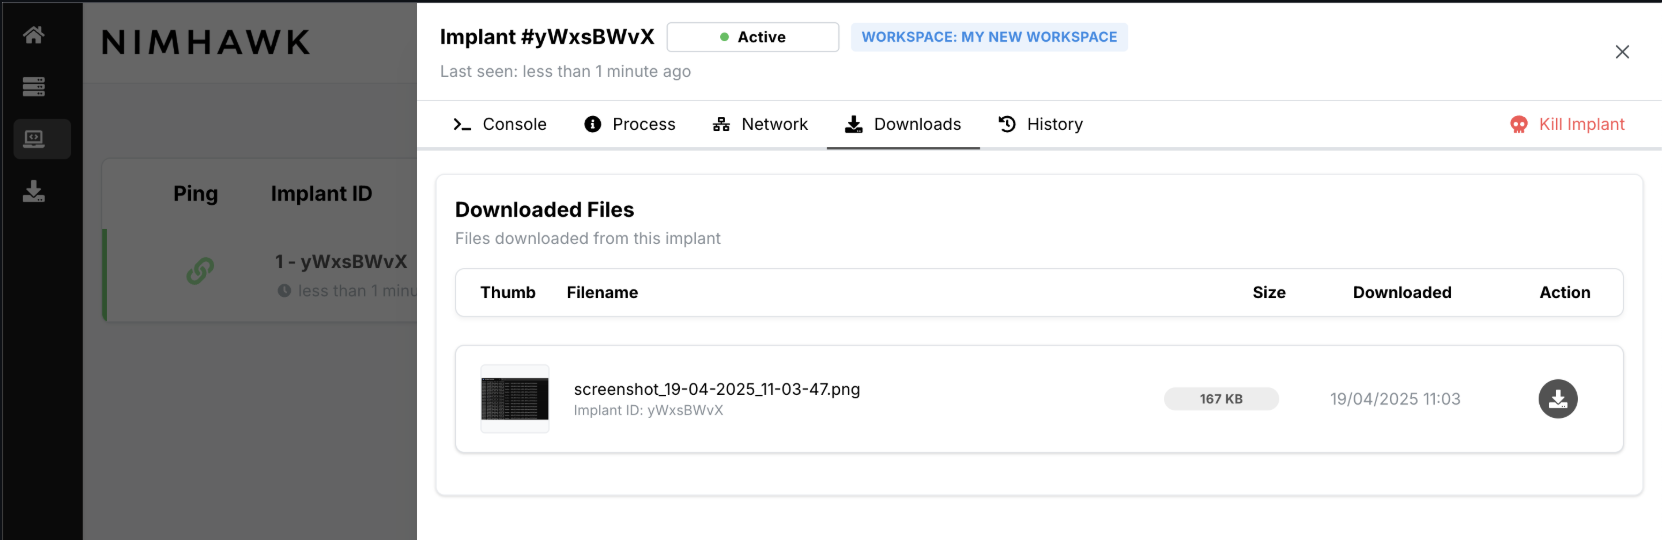 NIMHAWK
Ping Implant ID
1 - yWxsBWvX
less than 1 minu
Implant #yWxsBWvX Active WORKSPACE: MY NEW WORKSPACE
Last seen: less than 1 minute ago
Console Process Network Downloads History Kill Implant
Downloaded Files
Files downloaded from this implant
Thumb Filename Size Downloaded Action
screenshot_19-04-2025_11-03-47.png 167 KB 19/04/2025 11:03
Implant ID: yWxsBWvX